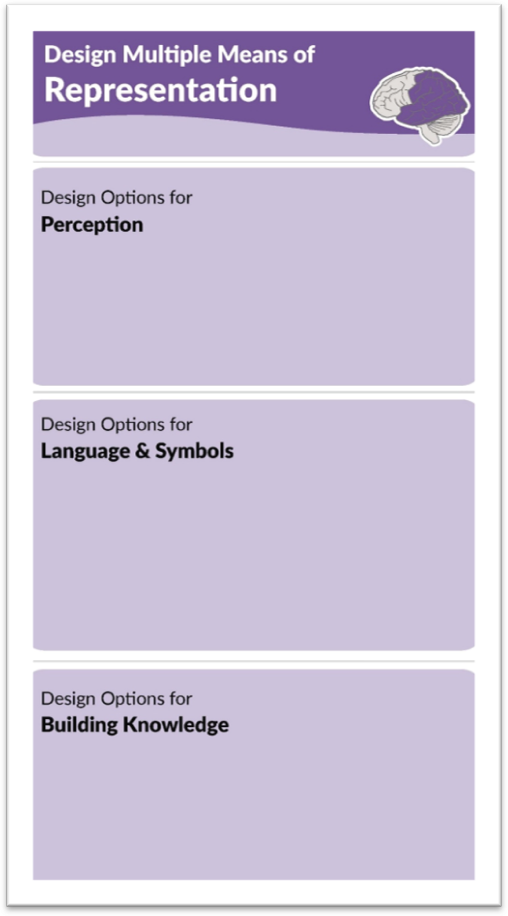 Design Multiple Means of
Representation
Design Options for
Perception
Design Options for
Language & Symbols
Design Options for
Building Knowledge